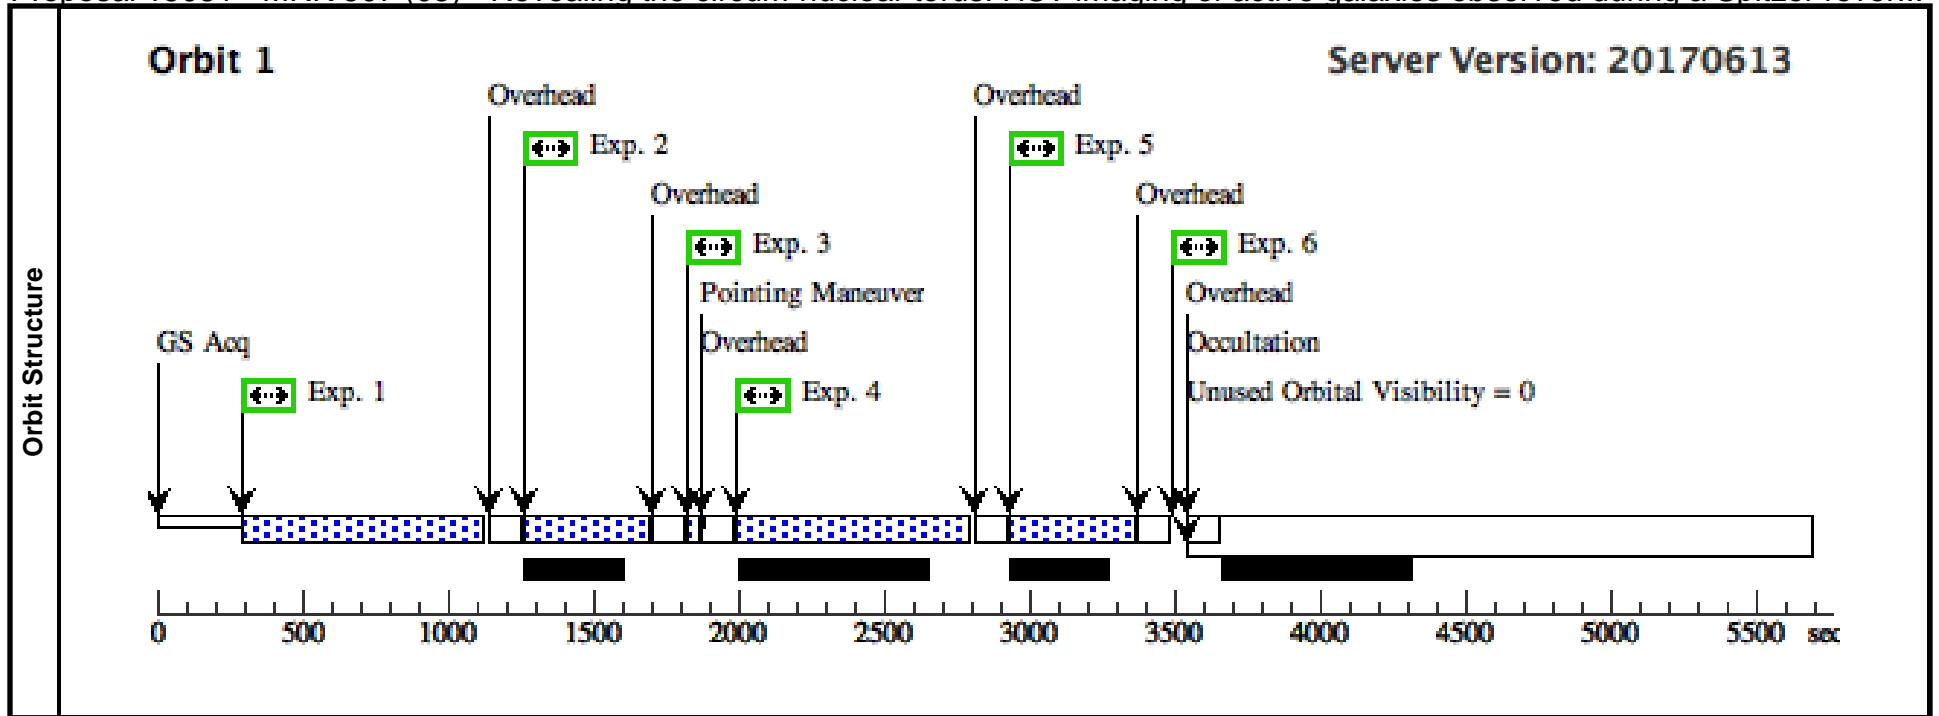 Orbit Structure
Orbit 1 Server Version: 20170613
Overhead Overhead
Exp. 2 Exp. 5
Overhead Overhead
Exp. 3 Exp. 6
Pointing Maneuver Overhead
GS Acq Overhead Occultation
Exp. 1 Exp. 4 Unused Orbital Visibility = 0
0 500 1000 1500 2000 2500 3000 3500 4000 4500 5000 5500 sec